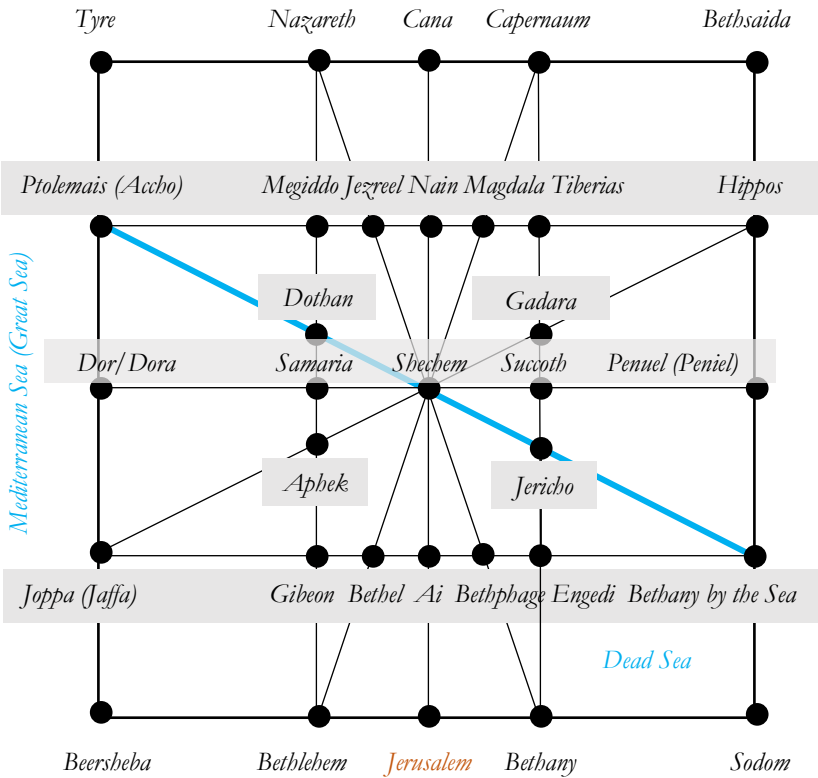 Tyre Nazareth Cana Capernaum Bethsaida
Ptolemais (Accho) Megiddo Jezreel Nain Magdala Tiberias Hippos
Mediterranean Sea (Great Sea)
Dothan Gadara
Dor/Dora Samaria Shechem Succoth Penuel (Peniel)
Aphek Jericho
Joppa (Jaffa) Gibeon Bethel Ai Bethphage Engedi Bethany by the Sea
Dead Sea
Beersheba Bethlehem Jerusalem Bethany Sodom